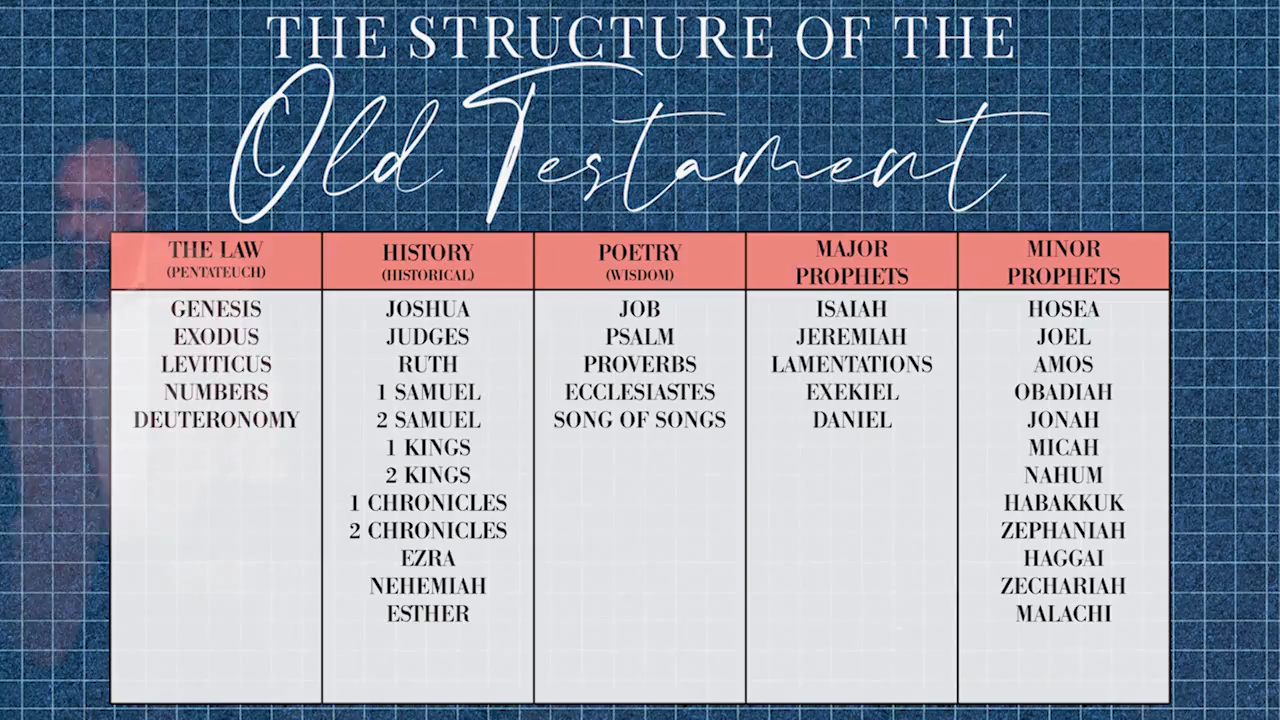 THE STRUCTURE OF THE
Old Testament
THE LAW
(PENTATEUCH)
GENESIS
EXODUS
LEVITICUS
NUMBERS
DEUTERONOMY
HISTORY
(HISTORICAL)
JOSHUA
JUDGES
RUTH
1 SAMUEL
2 SAMUEL
1 KINGS
2 KINGS
1 CHRONICLES
2 CHRONICLES
EZRA
NEHEMIAH
ESTHER
POETRY
(WISDOM)
JOB
PSALM
PROVERBS
ECCLESIASTES
SONG OF SONGS
MAJOR
PROPHETS
ISAIAH
JEREMIAH
LAMENTATIONS
EXEKIEL
DANIEL
MINOR
PROPHETS
HOSEA
JOEL
AMOS
OBADIAH
JONAH
MICAH
NAHUM
HABAKKUK
ZEPHANIAH
HAGGAI
ZECHARIAH
MALACHI